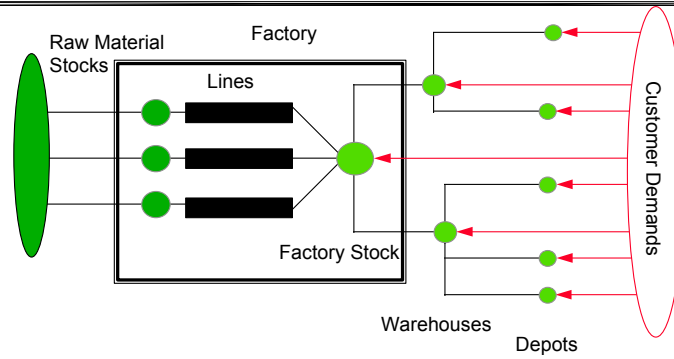 Factory
Raw Material
Stocks
Lines
Customer Demands
Factory Stock
Warehouses
Depots